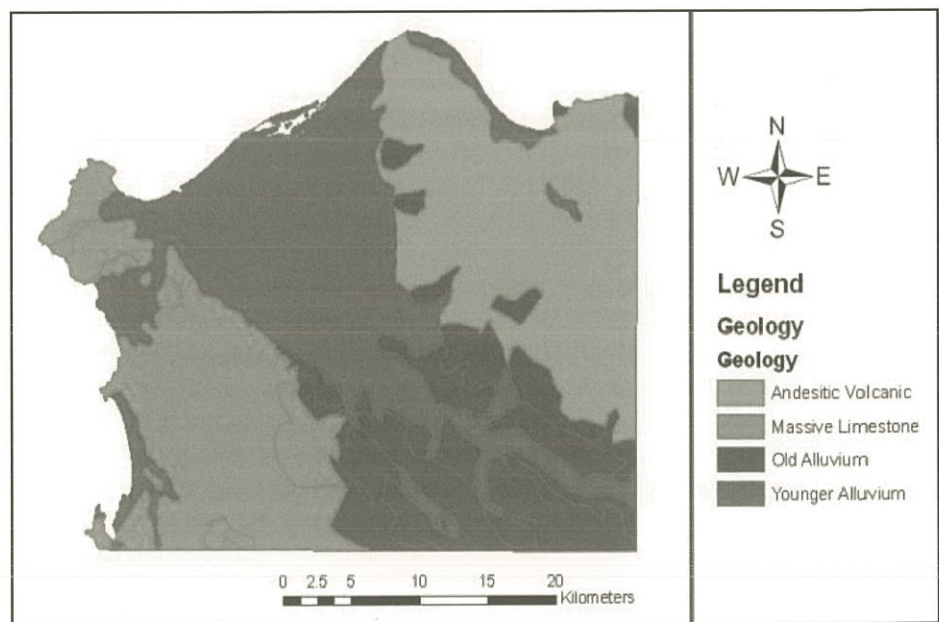 N
W E
S
Legend
Geology
Geology
Andesitic Volcanic
Massive Limestone
Old Alluvium
Younger Alluvium
0 2.5 5 10 15 20
Kilometers